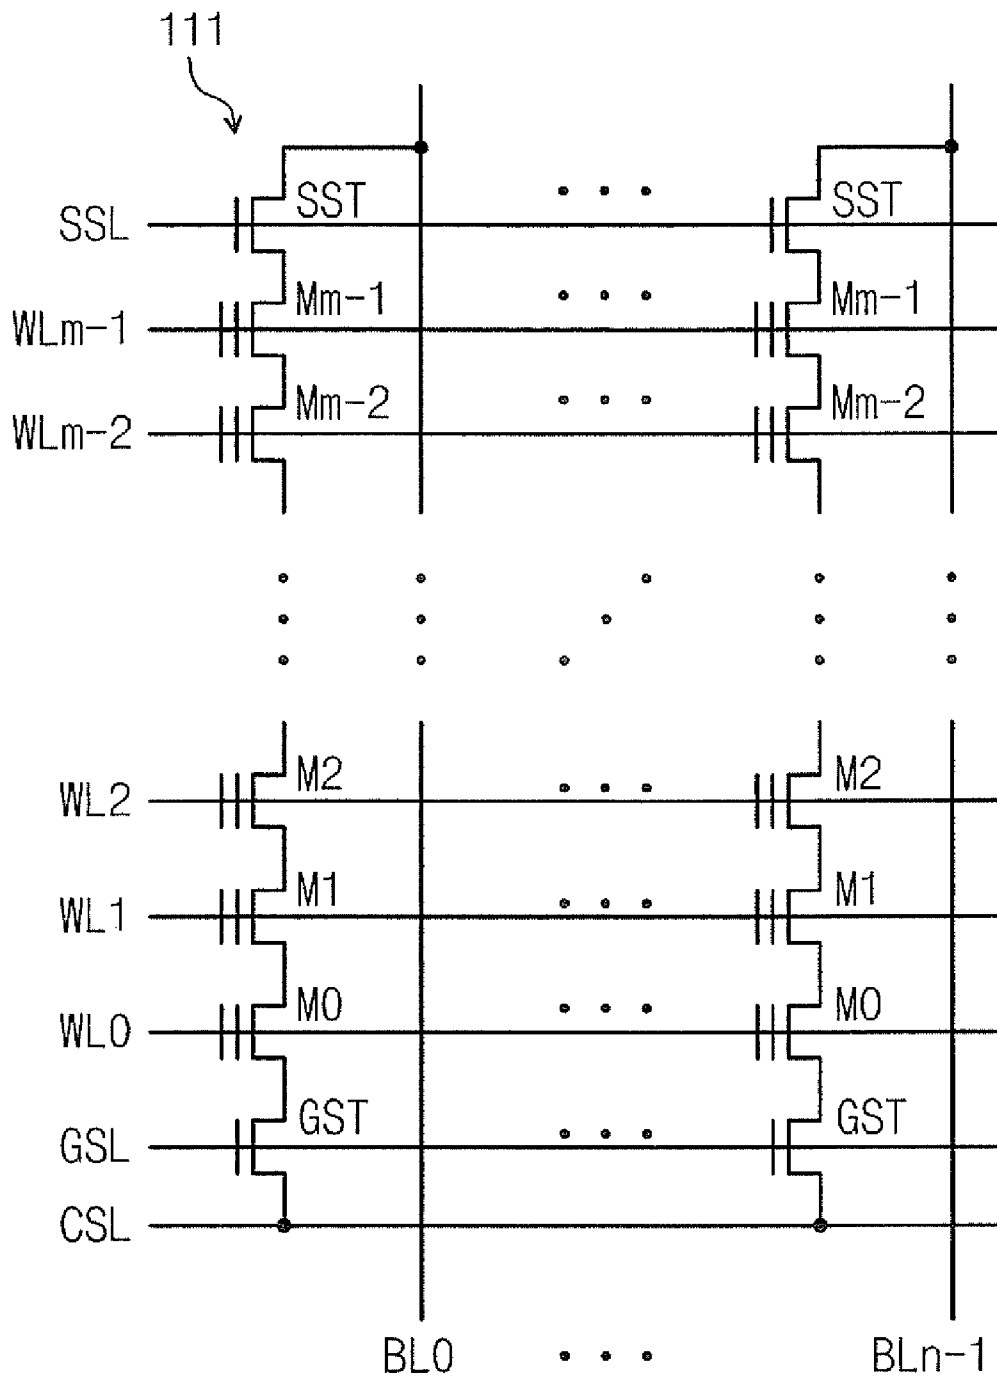 111
SST SST
SSL
Mm-1 Mm-1
WLm-1
Mm-2 Mm-2
WLm-2
M2 M2
WL2
M1 M1
WL1
M0 M0
WL0
GST GST
GSL
CSL
BL0 BLn-1